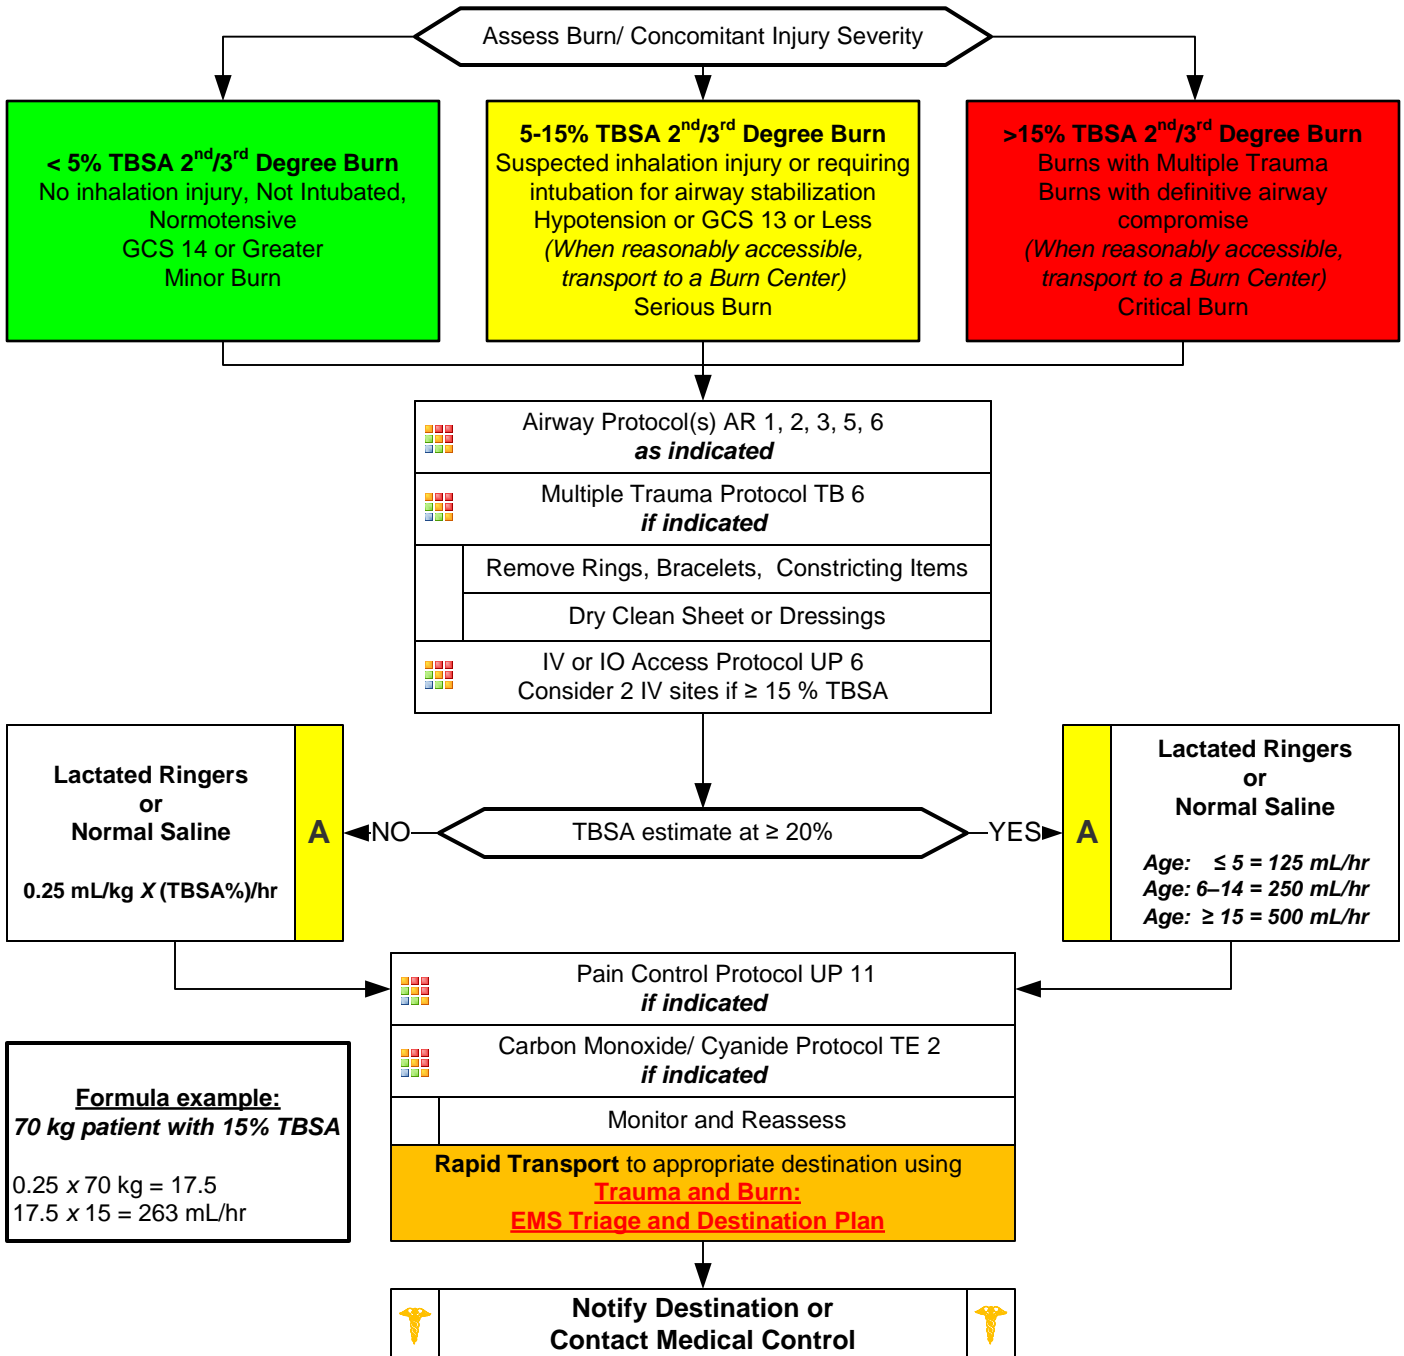 Assess Burn/ Concomitant Injury Severity
< 5% TBSA 2nd/3rd Degree Burn
No inhalation injury, Not Intubated,
Normotensive
GCS 14 or Greater
Minor Burn
5-15% TBSA 2nd/3rd Degree Burn
Suspected inhalation injury or requiring
intubation for airway stabilization
Hypotension or GCS 13 or Less
(When reasonably accessible,
transport to a Burn Center)
Serious Burn
>15% TBSA 2nd/3rd Degree Burn
Burns with Multiple Trauma
Burns with definitive airway
compromise
(When reasonably accessible,
transport to a Burn Center)
Critical Burn
Airway Protocol(s) AR 1, 2, 3, 5, 6
as indicated
Multiple Trauma Protocol TB 6
if indicated
Remove Rings, Bracelets, Constricting Items
Dry Clean Sheet or Dressings
IV or IO Access Protocol UP 6
Consider 2 IV sites if ≥ 15 % TBSA
Lactated Ringers
or
Normal Saline
0.25 mL/kg X (TBSA%)/hr
A
NO
TBSA estimate at ≥ 20%
YES
A
Lactated Ringers
or
Normal Saline
Age: ≤ 5 = 125 mL/hr
Age: 6–14 = 250 mL/hr
Age: ≥ 15 = 500 mL/hr
Pain Control Protocol UP 11
if indicated
Carbon Monoxide/ Cyanide Protocol TE 2
if indicated
Monitor and Reassess
Rapid Transport to appropriate destination using
Trauma and Burn:
EMS Triage and Destination Plan
Formula example:
70 kg patient with 15% TBSA
0.25 x 70 kg = 17.5
17.5 x 15 = 263 mL/hr
Notify Destination or
Contact Medical Control